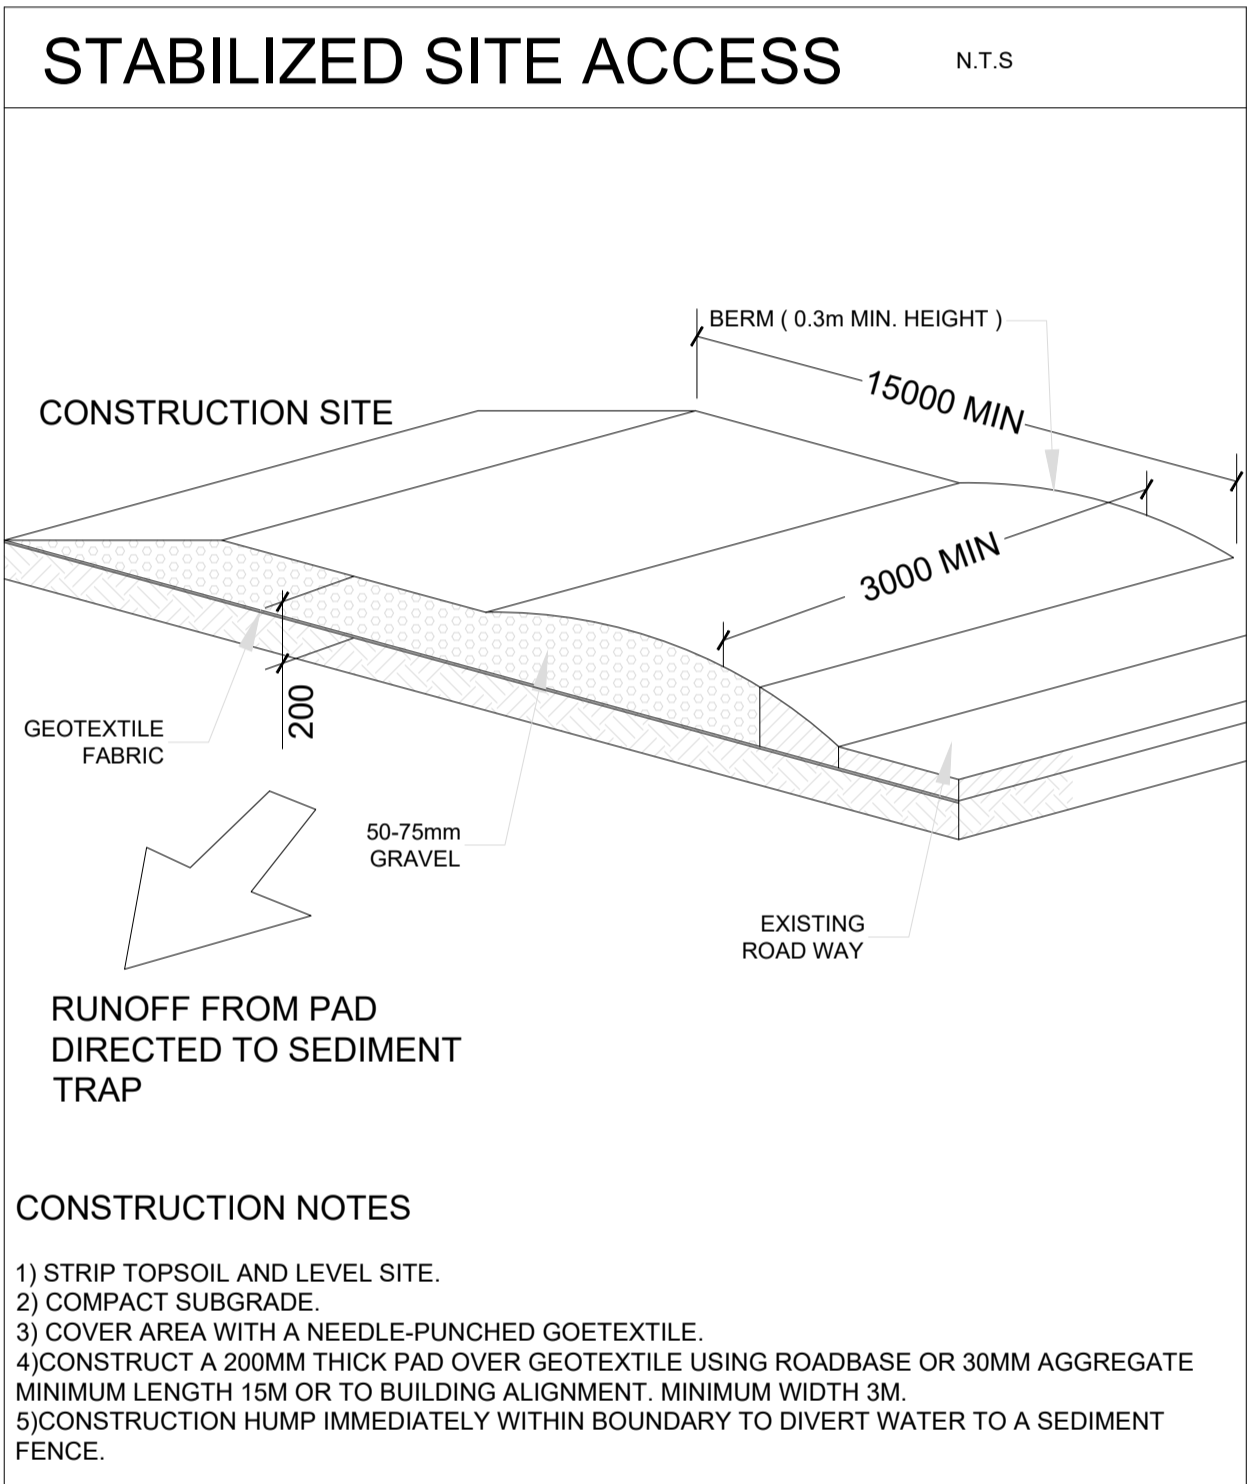 STABILIZED SITE ACCESS
N.T.S
BERM ( 0.3m MIN. HEIGHT )
15000 MIN
CONSTRUCTION SITE
3000 MIN
200
GEOTEXTILE
FABRIC
50-75mm
GRAVEL
EXISTING
ROAD WAY
RUNOFF FROM PAD
DIRECTED TO SEDIMENT
TRAP
CONSTRUCTION NOTES
1) STRIP TOPSOIL AND LEVEL SITE.
2) COMPACT SUBGRADE.
3) COVER AREA WITH A NEEDLE-PUNCHED GOETEXTILE.
4)CONSTRUCT A 200MM THICK PAD OVER GEOTEXTILE USING ROADBASE OR 30MM AGGREGATE
MINIMUM LENGTH 15M OR TO BUILDING ALIGNMENT. MINIMUM WIDTH 3M.
5)CONSTRUCTION HUMP IMMEDIATELY WITHIN BOUNDARY TO DIVERT WATER TO A SEDIMENT
FENCE.